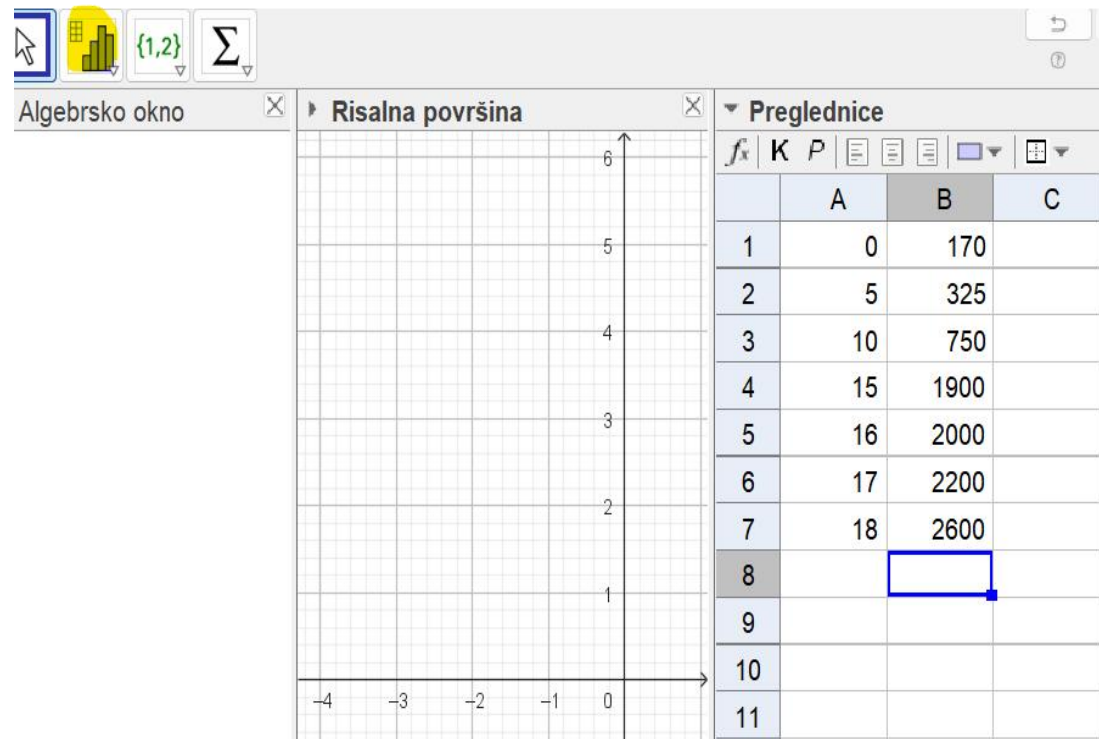 {1,2} Σ
Algebrsko okno
Risalna površina
6
5
4
3
2
1
–4 –3 –2 –1 0
Preglednice
fx K P
A B C
1 0 170
2 5 325
3 10 750
4 15 1900
5 16 2000
6 17 2200
7 18 2600
8
9
10
11